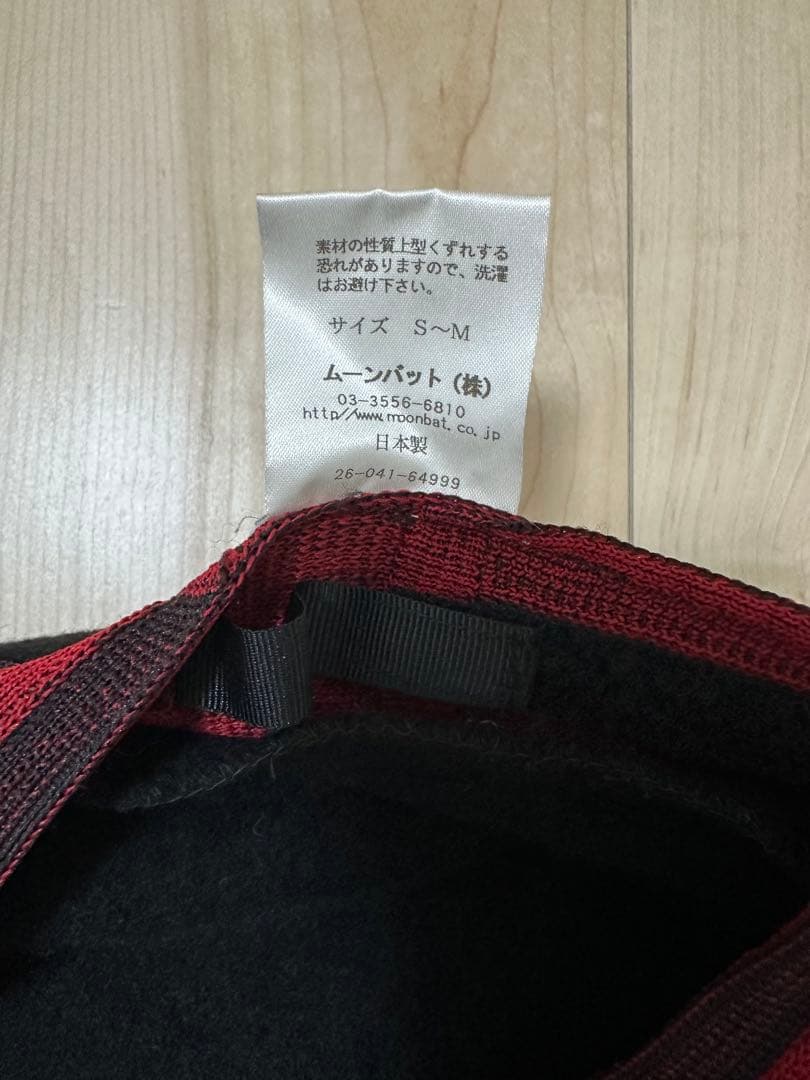 素材の性質上型くずれする
恐れがありますので、洗濯
はお避け下さい。
サイズ S～M
ムーンバット（株）
03-3556-6810
http//www.moonbat.co.jp
日本製
26-041-64999